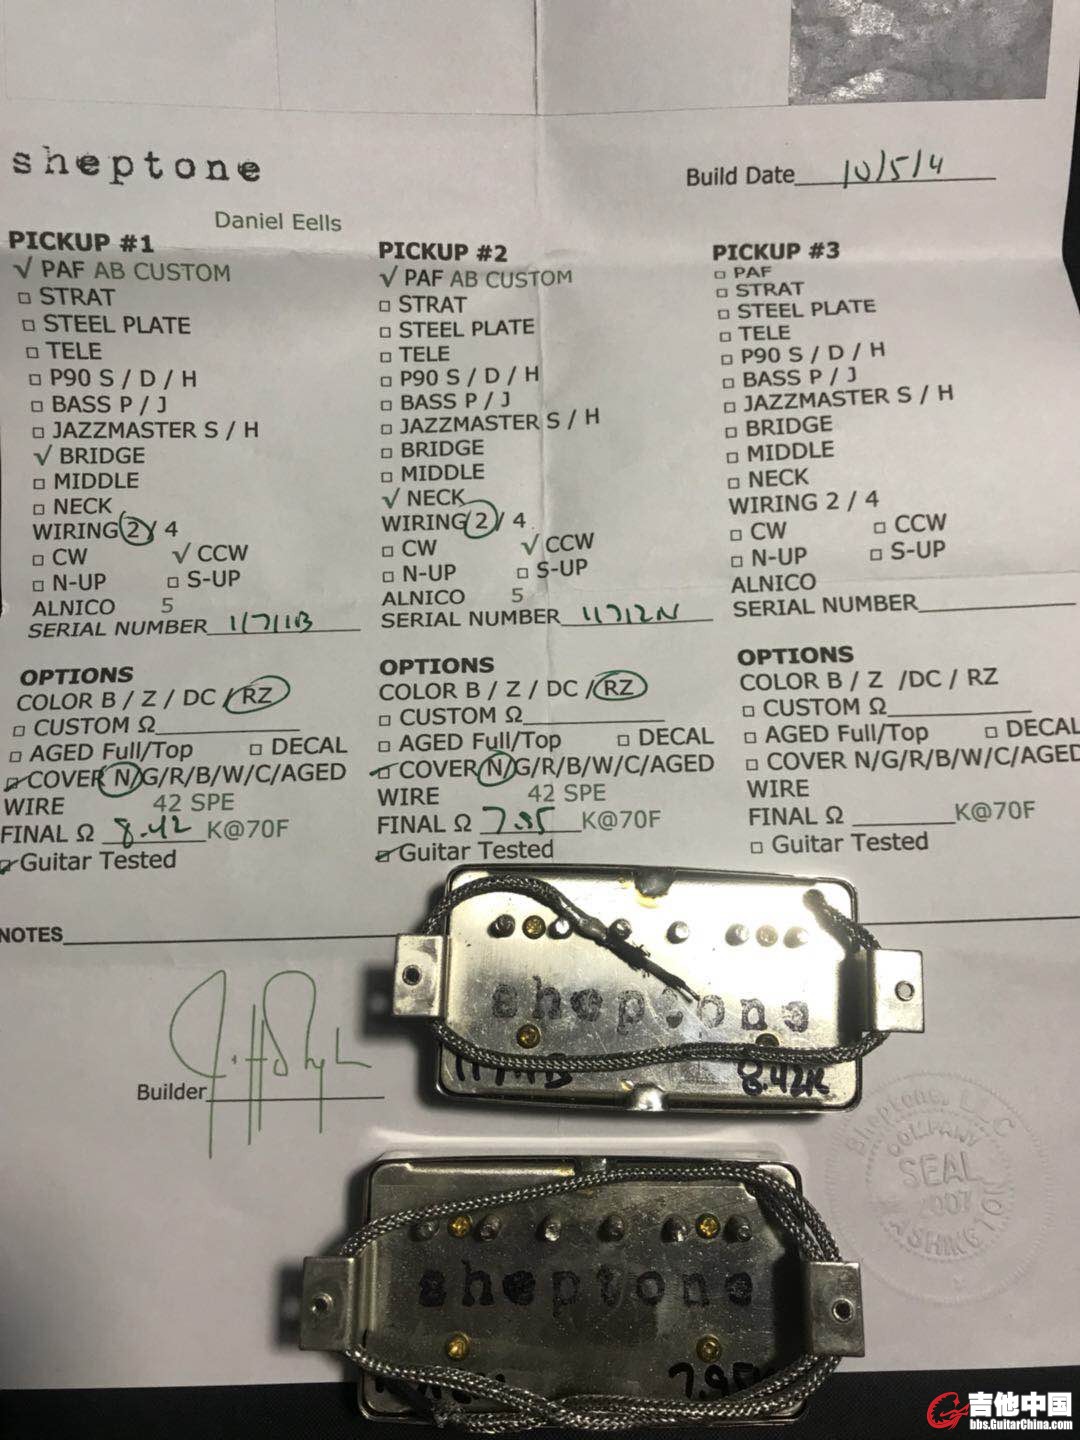 sheptone
Build Date 10/5/4
Daniel Eells
PICKUP #1
√ PAF AB CUSTOM
□ STRAT
□ STEEL PLATE
□ TELE
□ P90 S / D / H
□ BASS P / J
□ JAZZMASTER S / H
√ BRIDGE
□ MIDDLE
□ NECK
WIRING 2 / 4
□ CW √ CCW
□ N-UP □ S-UP
ALNICO 5
SERIAL NUMBER 11711B
OPTIONS
COLOR B / Z / DC / RZ
□ CUSTOM Ω
□ AGED Full/Top □ DECAL
☑ COVER N/G/R/B/W/C/AGED
WIRE 42 SPE
FINAL Ω 8.42 K@70F
☑ Guitar Tested
PICKUP #2
√ PAF AB CUSTOM
□ STRAT
□ STEEL PLATE
□ TELE
□ P90 S / D / H
□ BASS P / J
□ JAZZMASTER S / H
□ BRIDGE
□ MIDDLE
√ NECK
WIRING 2 / 4
□ CW √ CCW
□ N-UP □ S-UP
ALNICO 5
SERIAL NUMBER 11712N
OPTIONS
COLOR B / Z / DC / RZ
□ CUSTOM Ω
□ AGED Full/Top □ DECAL
☑ COVER N/G/R/B/W/C/AGED
WIRE 42 SPE
FINAL Ω 7.95 K@70F
☑ Guitar Tested
PICKUP #3
□ PAF
□ STRAT
□ STEEL PLATE
□ TELE
□ P90 S / D / H
□ BASS P / J
□ JAZZMASTER S / H
□ BRIDGE
□ MIDDLE
□ NECK
WIRING 2 / 4
□ CW □ CCW
□ N-UP □ S-UP
ALNICO
SERIAL NUMBER
OPTIONS
COLOR B / Z /DC / RZ
□ CUSTOM Ω
□ AGED Full/Top □ DECAL
□ COVER N/G/R/B/W/C/AGED
WIRE
FINAL Ω K@70F
□ Guitar Tested
NOTES
Builder
sheptone
11711B 8.42K
sheptone
7.95K
Sheptone, LLC
COMPANY
SEAL
2007
WASHINGTON
吉他中国
bbs.GuitarChina.com